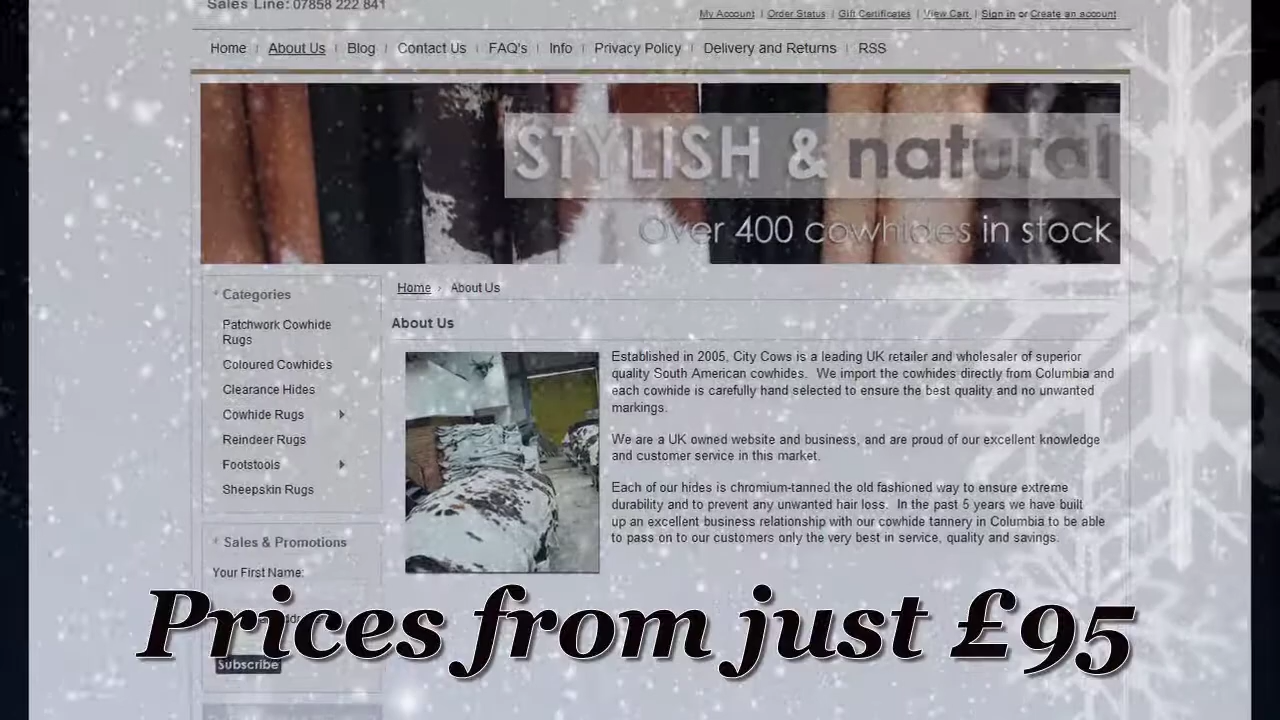 Sales Line: 07858 222 841
My Account | Order Status | Gift Certificates | View Cart | Sign in or Create an account
Home | About Us | Blog | Contact Us | FAQ's | Info | Privacy Policy | Delivery and Returns | RSS
STYLISH & natural
Over 400 cowhides in stock
Categories
Patchwork Cowhide
Rugs
Coloured Cowhides
Clearance Hides
Cowhide Rugs
Reindeer Rugs
Footstools
Sheepskin Rugs
Sales & Promotions
Your First Name:
Subscribe
Home › About Us
About Us
Established in 2005, City Cows is a leading UK retailer and wholesaler of superior
quality South American cowhides. We import the cowhides directly from Columbia and
each cowhide is carefully hand selected to ensure the best quality and no unwanted
markings.
We are a UK owned website and business, and are proud of our excellent knowledge
and customer service in this market.
Each of our hides is chromium-tanned the old fashioned way to ensure extreme
durability and to prevent any unwanted hair loss. In the past 5 years we have built
up an excellent business relationship with our cowhide tannery in Columbia to be able
to pass on to our customers only the very best in service, quality and savings.
Prices from just £95